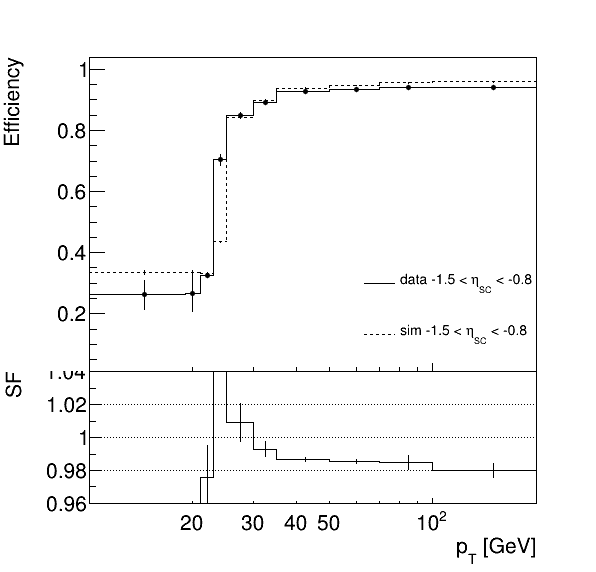 Efficiency
1
0.8
0.6
0.4
0.2
data -1.5 < η_SC < -0.8
sim -1.5 < η_SC < -0.8
SF
1.04
1.02
1
0.98
0.96
20 30 40 50 10²
p_T [GeV]